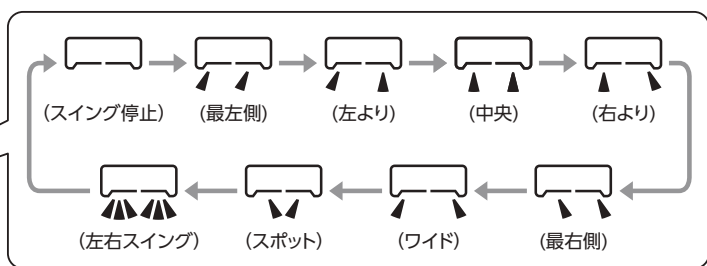 (スイング停止)
(最左側)
(左より)
(中央)
(右より)
(左右スイング)
(スポット)
(ワイド)
(最右側)